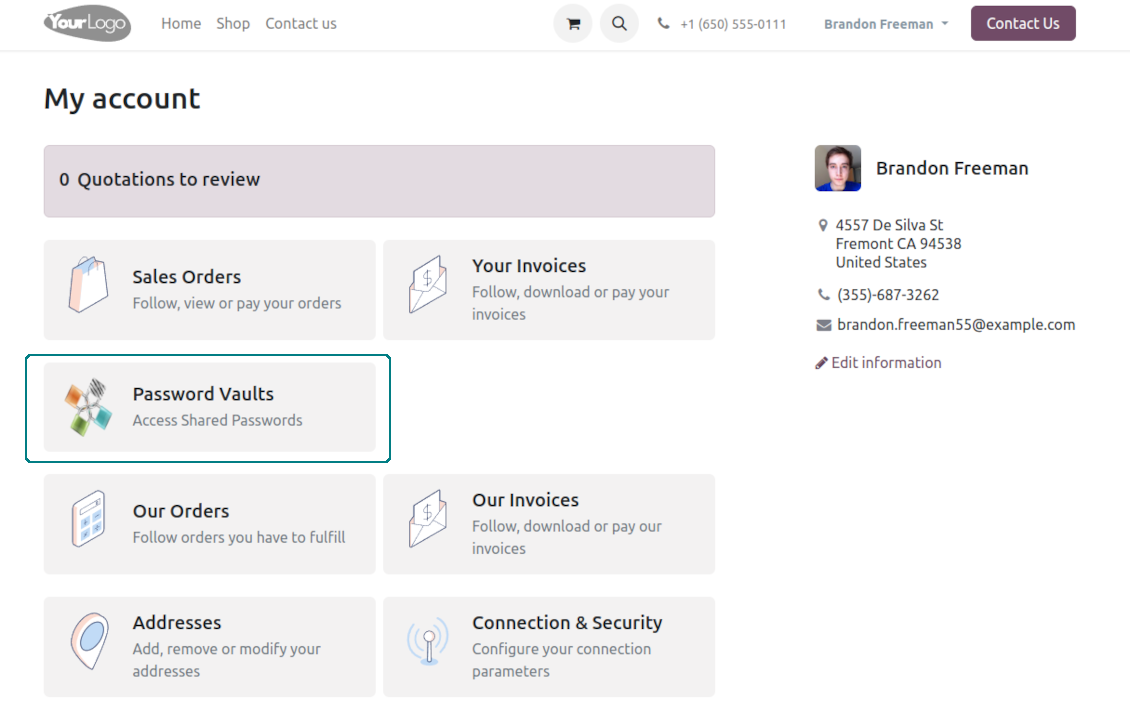 YourLogo
Home Shop Contact us
+1 (650) 555-0111
Brandon Freeman
Contact Us
My account
0 Quotations to review
Sales Orders
Follow, view or pay your orders
Your Invoices
Follow, download or pay your
invoices
Password Vaults
Access Shared Passwords
Our Orders
Follow orders you have to fulfill
Our Invoices
Follow, download or pay our
invoices
Addresses
Add, remove or modify your
addresses
Connection & Security
Configure your connection
parameters
Brandon Freeman
4557 De Silva St
Fremont CA 94538
United States
(355)-687-3262
brandon.freeman55@example.com
Edit information